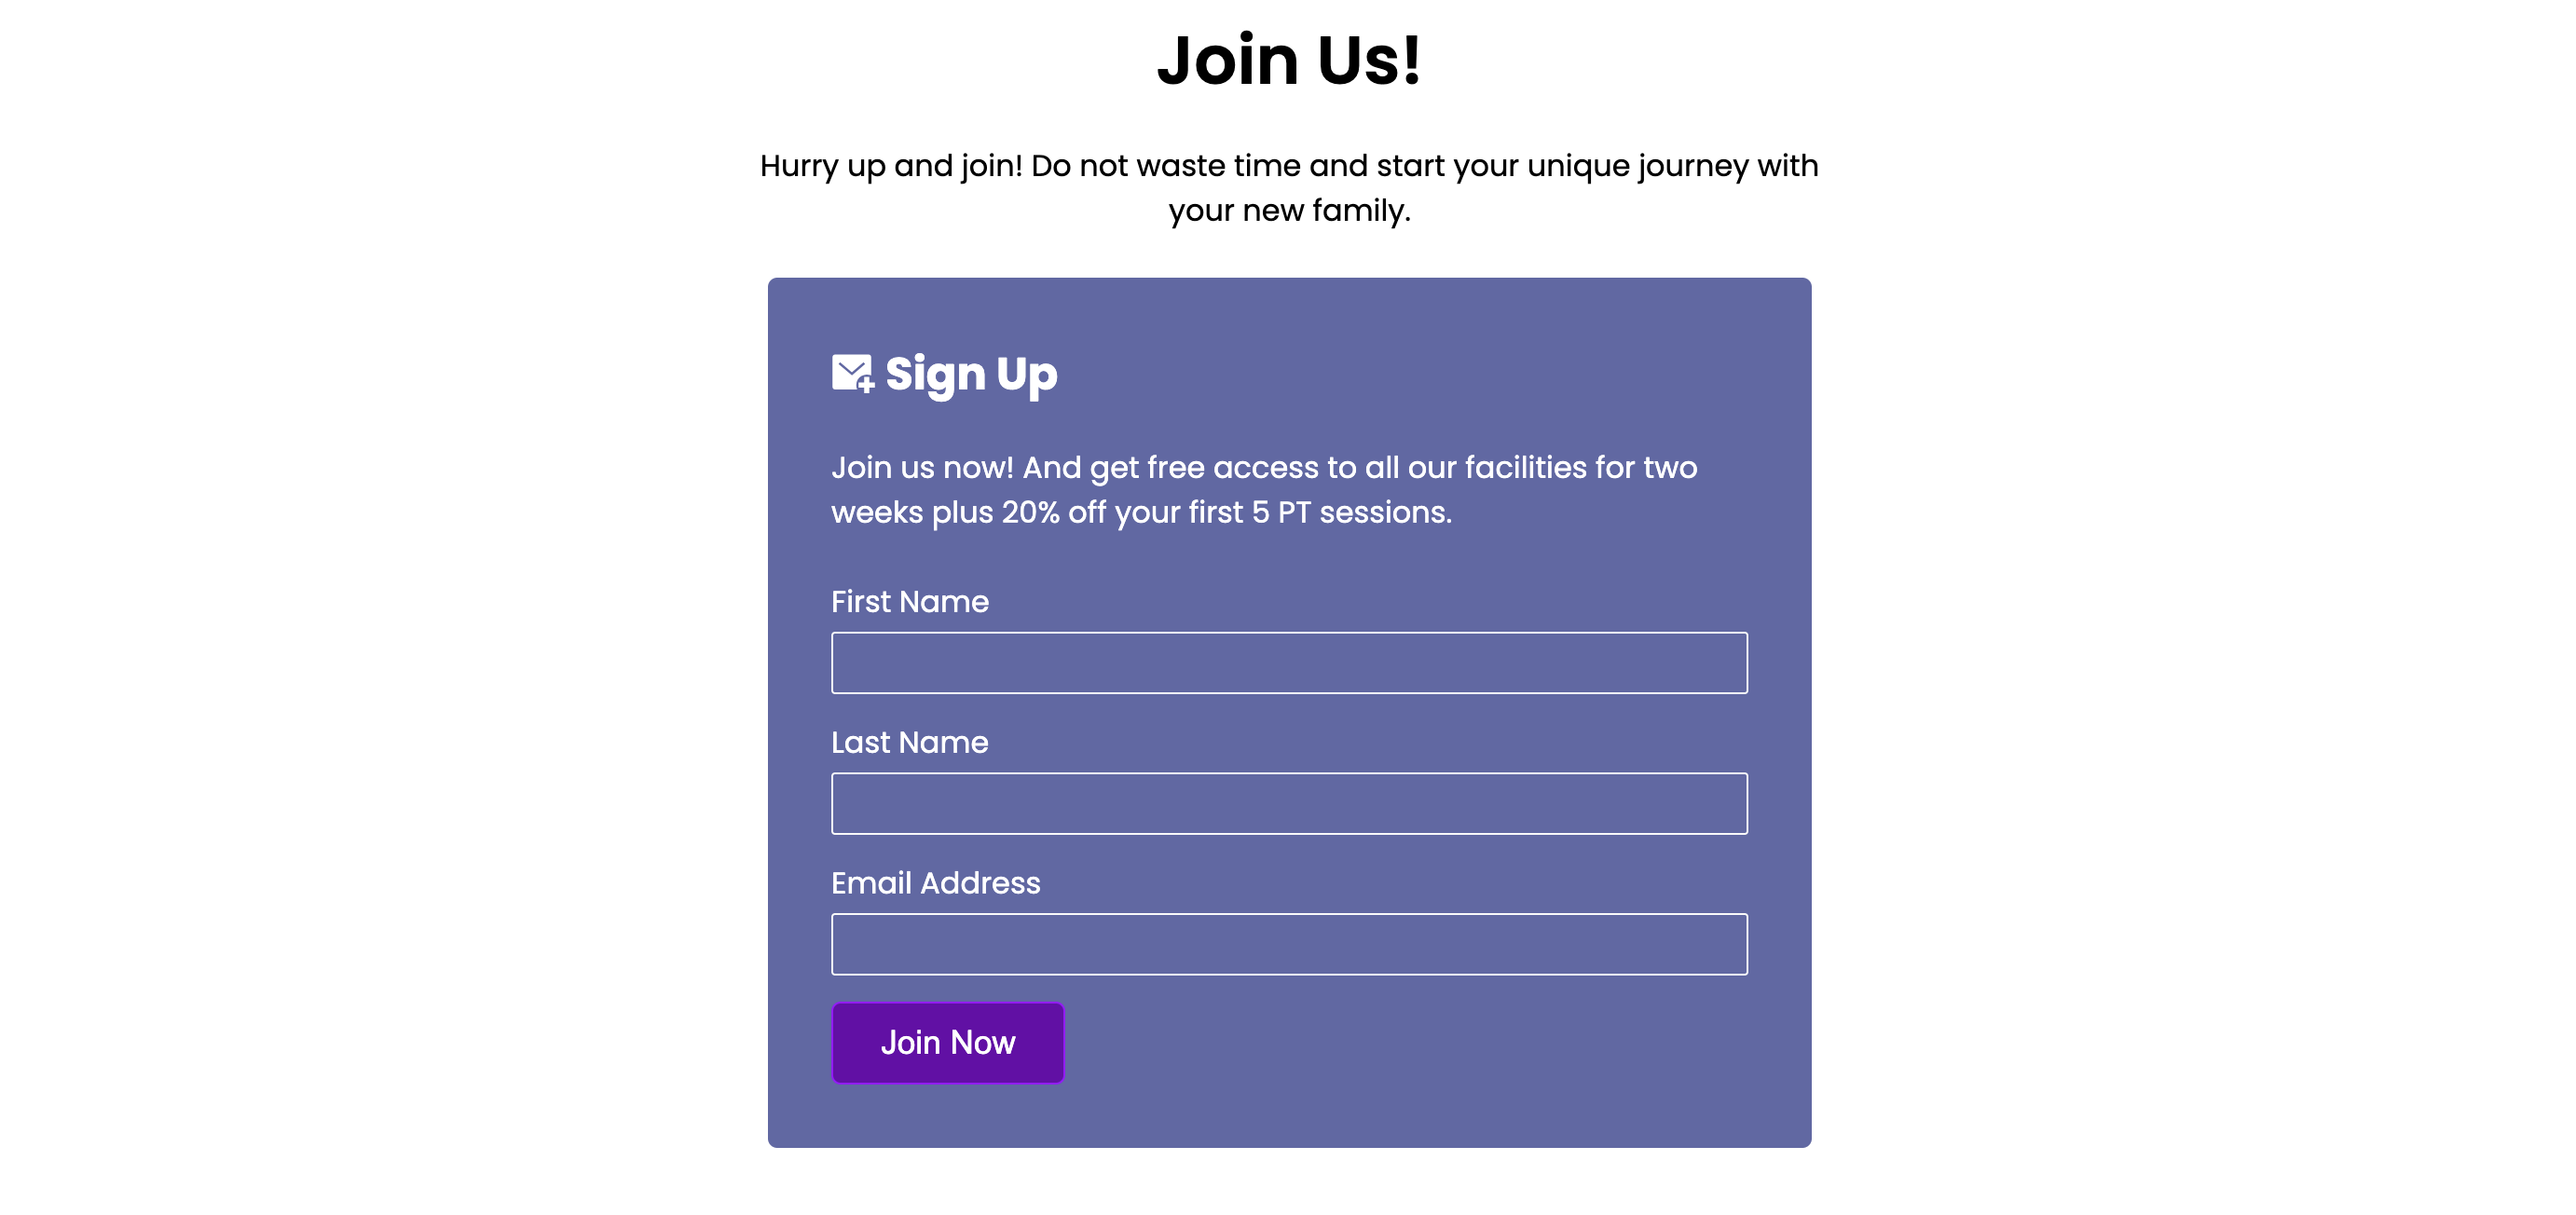 Join Us!
Hurry up and join! Do not waste time and start your unique journey with
your new family.
Sign Up
Join us now! And get free access to all our facilities for two
weeks plus 20% off your first 5 PT sessions.
First Name
Last Name
Email Address
Join Now